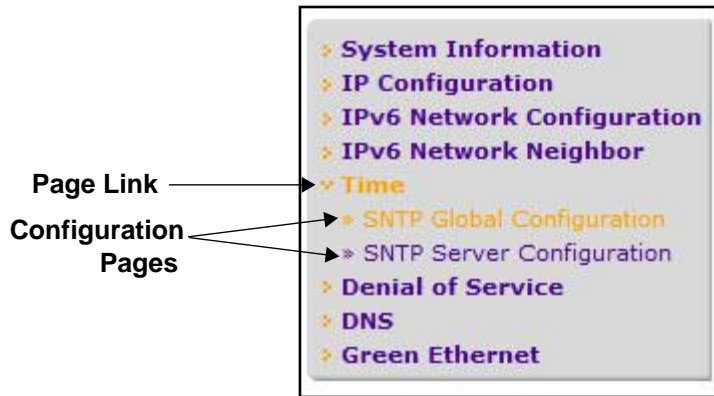 System Information
IP Configuration
IPv6 Network Configuration
IPv6 Network Neighbor
Page Link
Time
Configuration Pages
» SNTP Global Configuration
» SNTP Server Configuration
Denial of Service
DNS
Green Ethernet